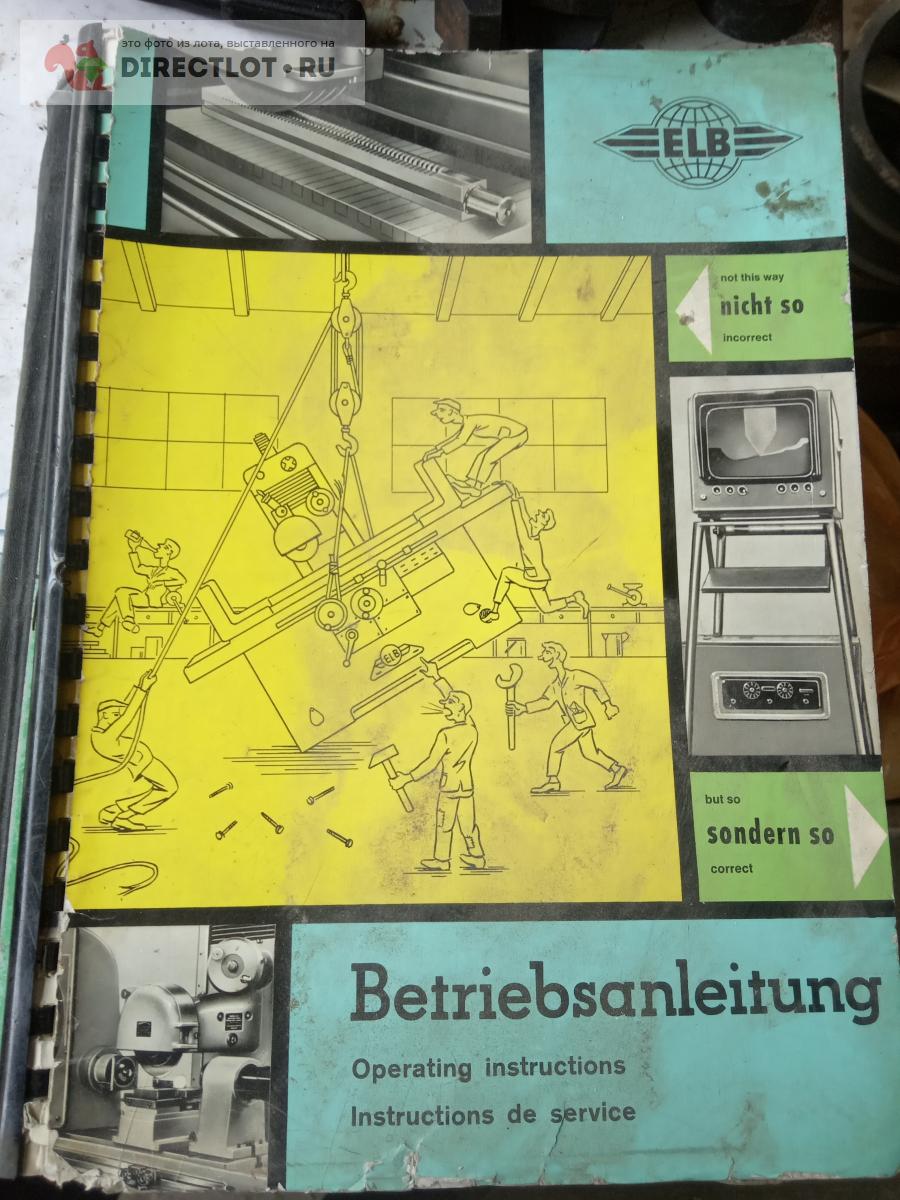 это фото из лота, выставленного на
DIRECTLOT.RU
ELB
not this way
nicht so
incorrect
ELB
but so
sondern so
correct
Betriebsanleitung
Operating instructions
Instructions de service